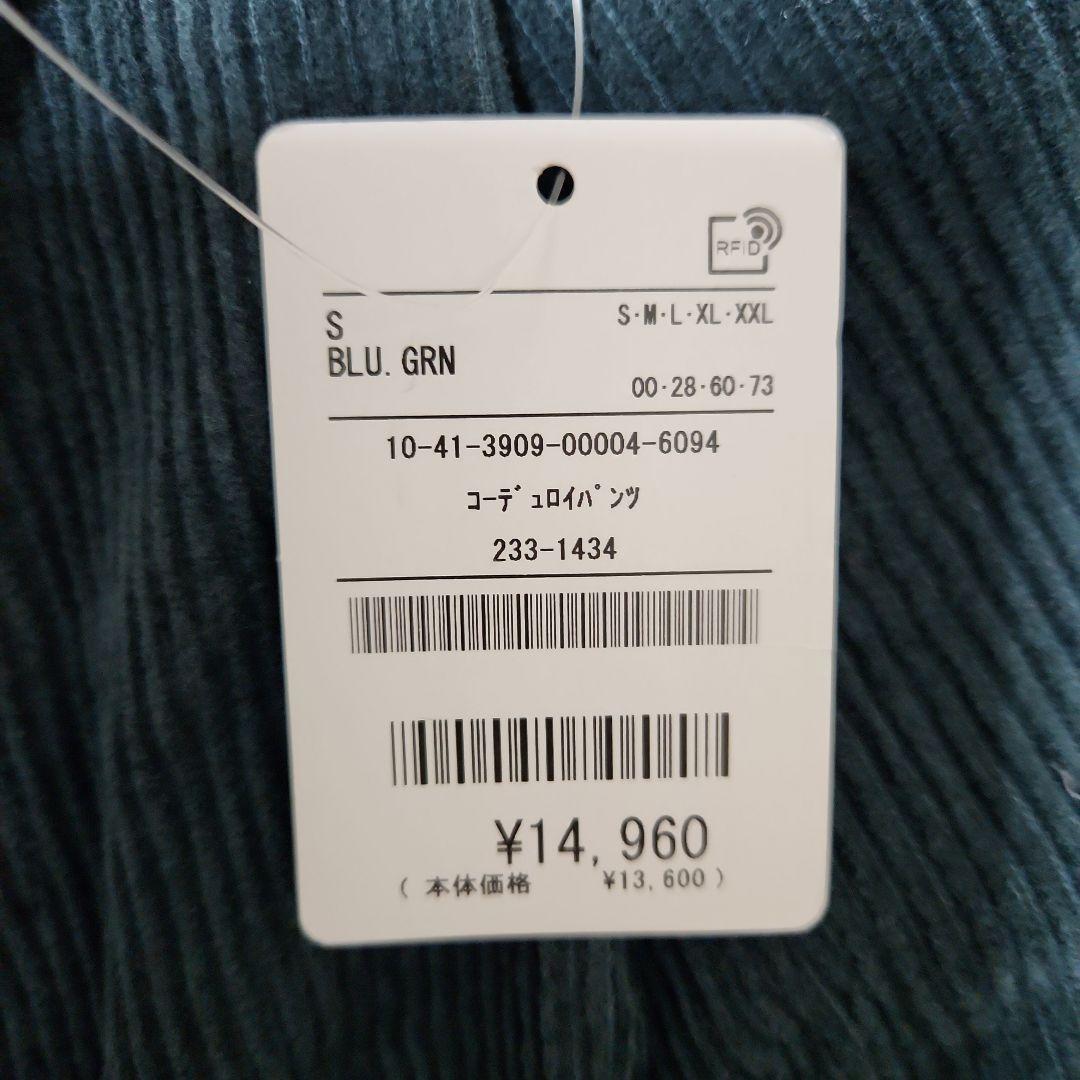 RFID
S
S·M·L·XL·XXL
BLU. GRN
00·28·60·73
10-41-3909-00004-6094
ｺｰﾃﾞｭﾛｲﾊﾟﾝﾂ
233-1434
¥14,960
( 本体価格 ¥13,600 )